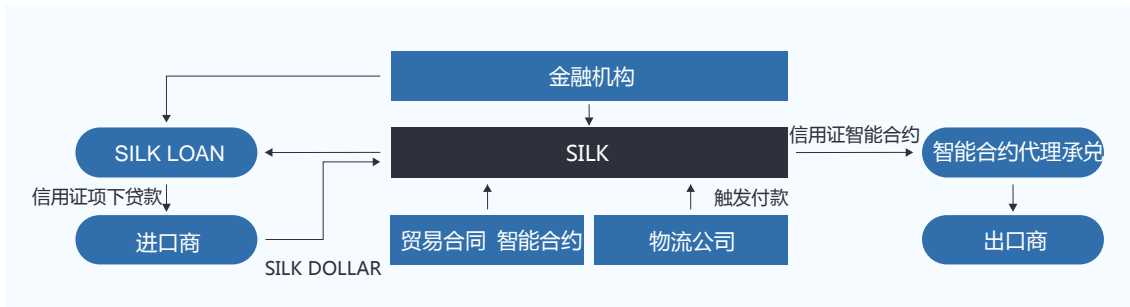 金融机构
SILK LOAN
SILK
信用证智能合约
智能合约代理承兑
信用证项下贷款
触发付款
进口商
贸易合同 智能合约
物流公司
出口商
SILK DOLLAR